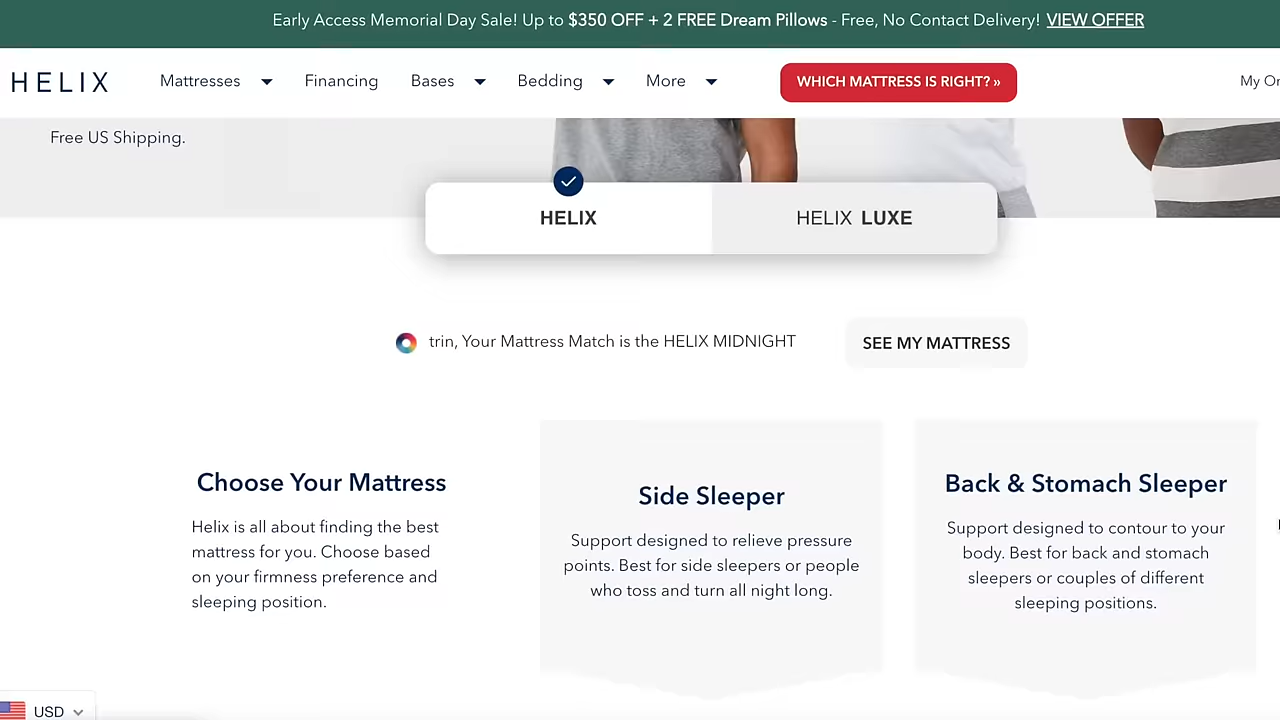 Early Access Memorial Day Sale! Up to $350 OFF + 2 FREE Dream Pillows - Free, No Contact Delivery! VIEW OFFER
HELIX Mattresses Financing Bases Bedding More WHICH MATTRESS IS RIGHT? » My
Free US Shipping.
HELIX HELIX LUXE
trin, Your Mattress Match is the HELIX MIDNIGHT SEE MY MATTRESS
Choose Your Mattress
Helix is all about finding the best
mattress for you. Choose based
on your firmness preference and
sleeping position.
Side Sleeper
Support designed to relieve pressure
points. Best for side sleepers or people
who toss and turn all night long.
Back & Stomach Sleeper
Support designed to contour to your
body. Best for back and stomach
sleepers or couples of different
sleeping positions.
USD